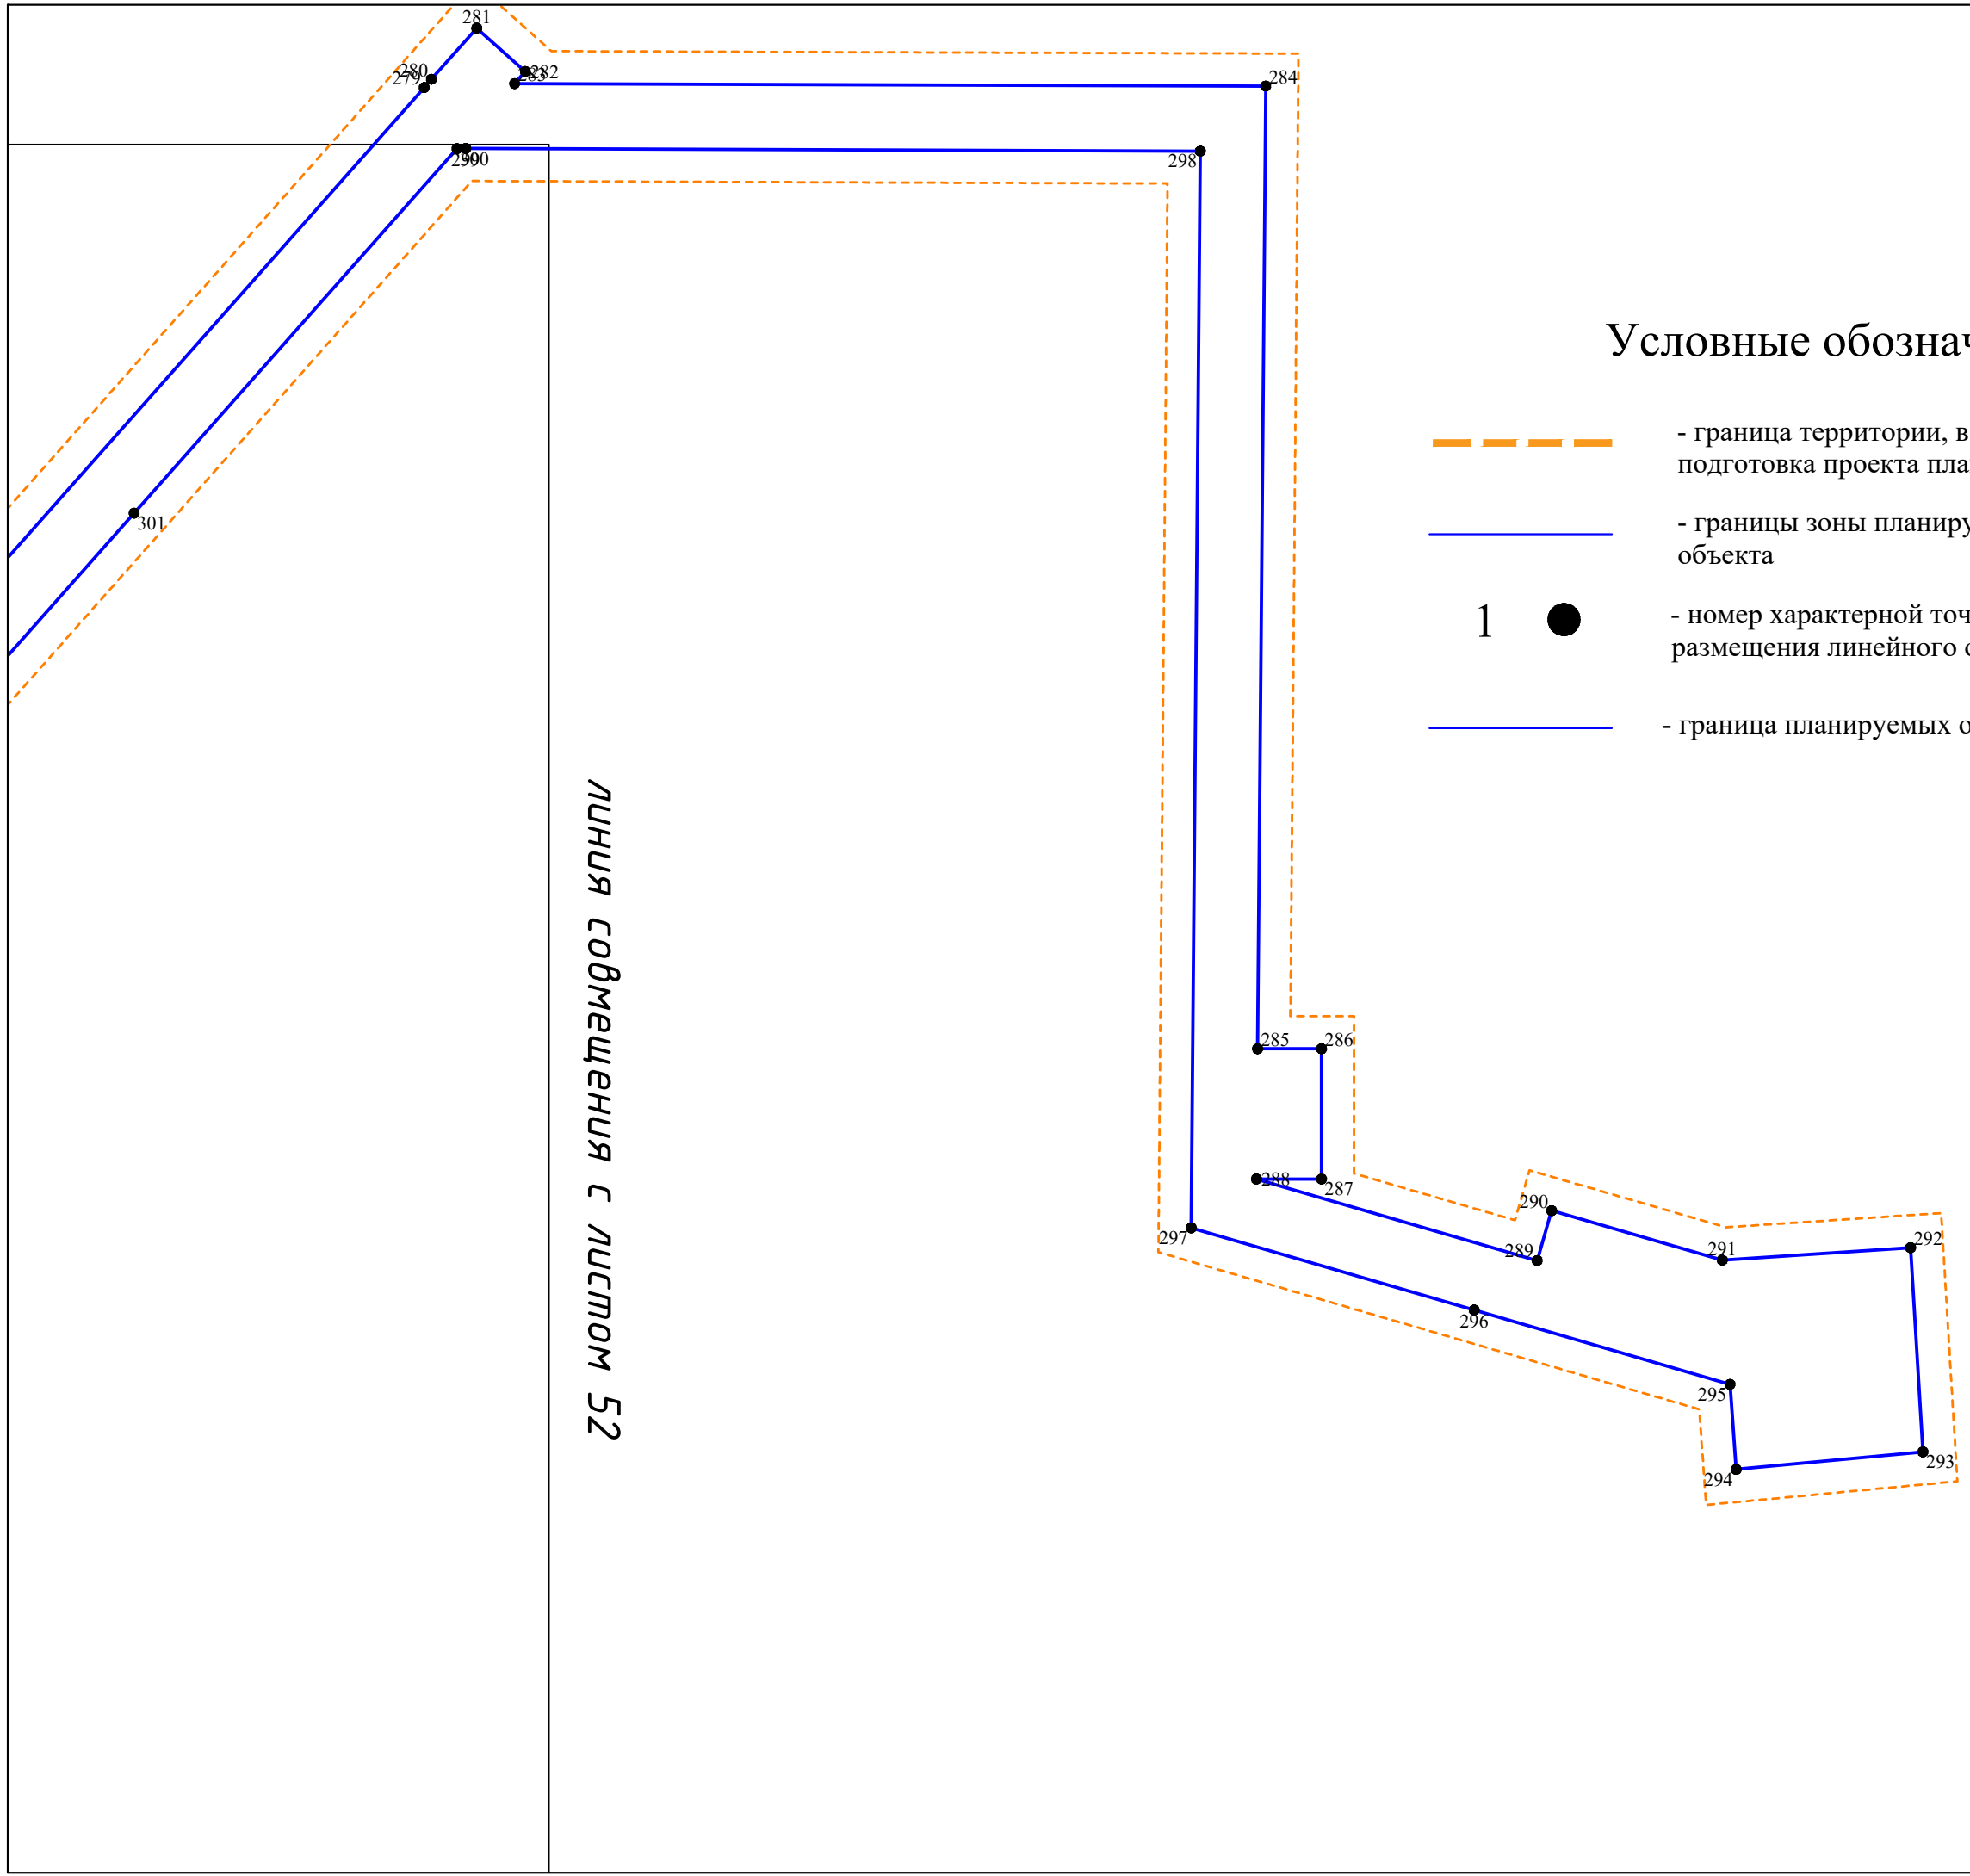 281
280
279
282
283
284
300
298
Условные обознач
- граница территории, в
подготовка проекта пла
301
- границы зоны планиру
объекта
1
- номер характерной точ
размещения линейного о
- граница планируемых о
линия совмещения с листом 52
285
286
288
287
290
297
289
291
292
296
295
293
294